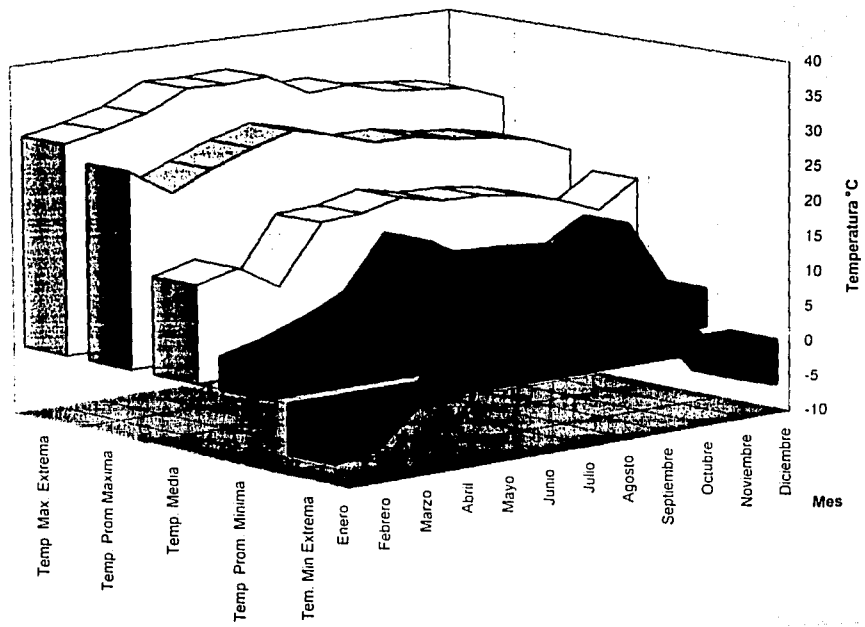 40
35
30
25
20
15
10
5
0
-5
-10
Temperatura °C
Temp Max. Extrema
Temp Prom Maxima
Temp. Media
Temp Prom. Minima
Tem. Min Extrema
Enero
Febrero
Marzo
Abril
Mayo
Junio
Julio
Agosto
Septiembre
Octubre
Noviembre
Diciembre
Mes